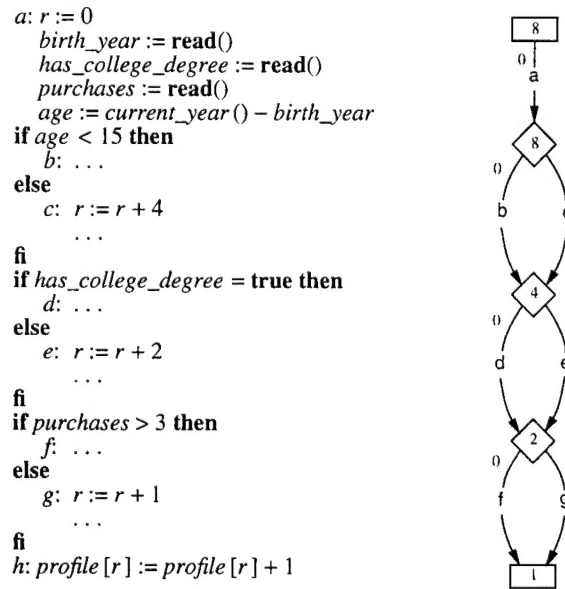 a: r := 0
birth_year := read()
has_college_degree := read()
purchases := read()
age := current_year() – birth_year
if age < 15 then
b: . . .
else
c: r := r + 4
. . .
fi
if has_college_degree = true then
d: . . .
else
e: r := r + 2
. . .
fi
if purchases > 3 then
f: . . .
else
g: r := r + 1
. . .
fi
h: profile [r] := profile [r] + 1
8
0
a
8
0
b
4
0
d e
2
0
f g
1